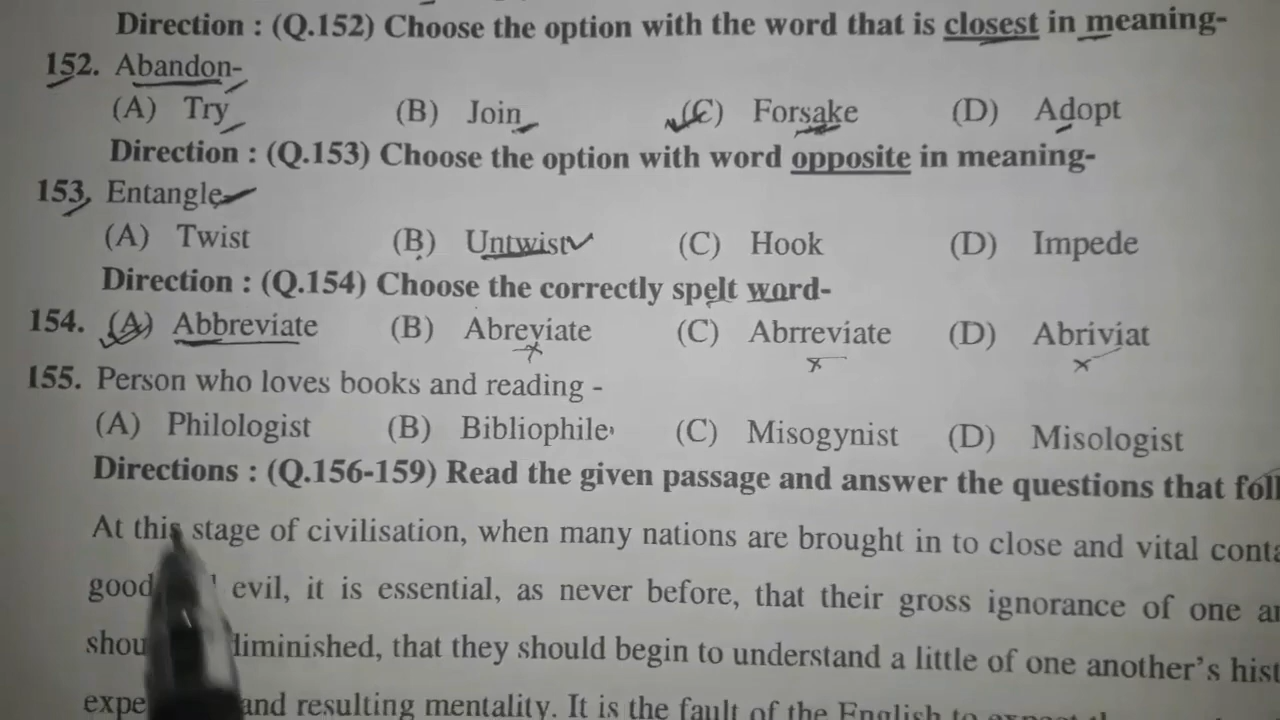 Direction : (Q.152) Choose the option with the word that is closest in meaning-
152. Abandon-
(A) Try (B) Join (C) Forsake (D) Adopt
Direction : (Q.153) Choose the option with word opposite in meaning-
153, Entangle
(A) Twist (B) Untwist (C) Hook (D) Impede
Direction : (Q.154) Choose the correctly spelt word-
154. (A) Abbreviate (B) Abreviate (C) Abrreviate (D) Abriviat
155. Person who loves books and reading -
(A) Philologist (B) Bibliophile (C) Misogynist (D) Misologist
Directions : (Q.156-159) Read the given passage and answer the questions that
At this stage of civilisation, when many nations are brought in to close and vital
good evil, it is essential, as never before, that their gross ignorance of one
diminished, that they should begin to understand a little of one another's
and resulting mentality. It is the fault of the English to